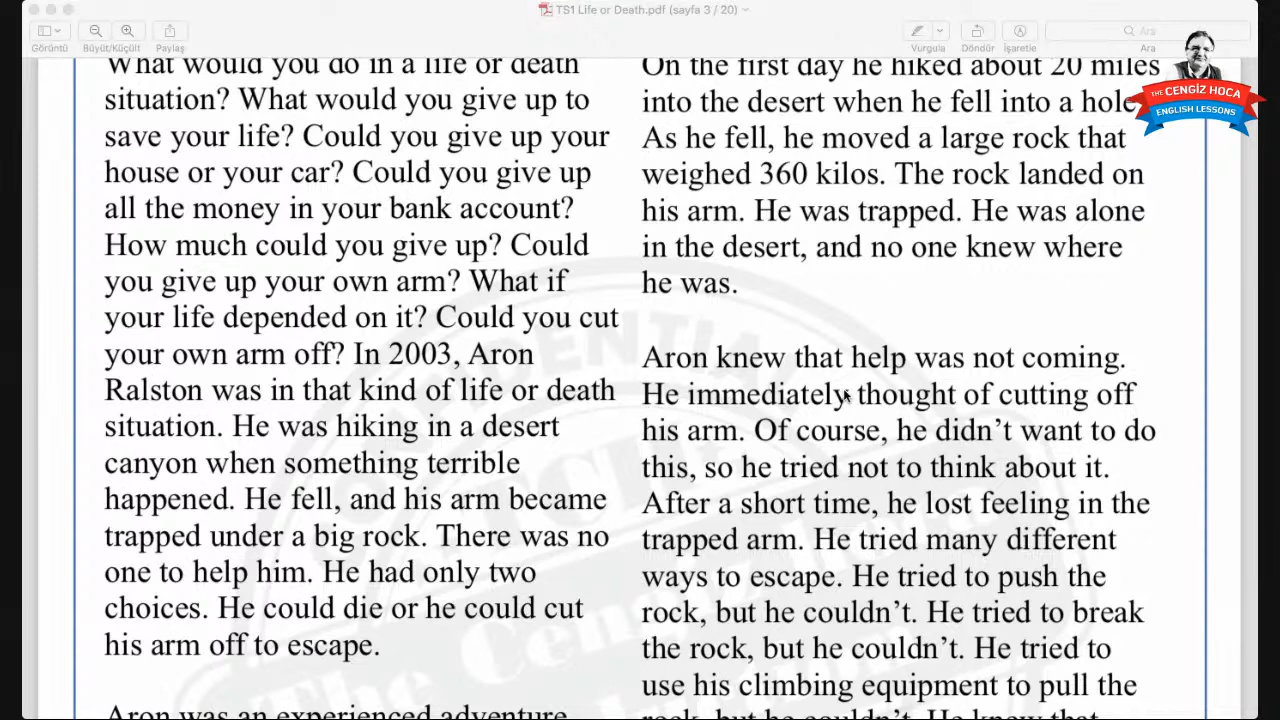 TS1 Life or Death.pdf (sayfa 3 / 20)
Görüntü
Büyüt/Küçült
Paylaş
Vurgula
Döndür
İşaretle
Ara
Ara
THE CENGİZ HOCA
ENGLISH LESSONS
What would you do in a life or death
situation? What would you give up to
save your life? Could you give up your
house or your car? Could you give up
all the money in your bank account?
How much could you give up? Could
you give up your own arm? What if
your life depended on it? Could you cut
your own arm off? In 2003, Aron
Ralston was in that kind of life or death
situation. He was hiking in a desert
canyon when something terrible
happened. He fell, and his arm became
trapped under a big rock. There was no
one to help him. He had only two
choices. He could die or he could cut
his arm off to escape.
Aron was an experienced adventure
On the first day he hiked about 20 miles
into the desert when he fell into a hole
As he fell, he moved a large rock that
weighed 360 kilos. The rock landed on
his arm. He was trapped. He was alone
in the desert, and no one knew where
he was.
Aron knew that help was not coming.
He immediately thought of cutting off
his arm. Of course, he didn't want to do
this, so he tried not to think about it.
After a short time, he lost feeling in the
trapped arm. He tried many different
ways to escape. He tried to push the
rock, but he couldn't. He tried to break
the rock, but he couldn't. He tried to
use his climbing equipment to pull the
rock, but he couldn't. He knew that